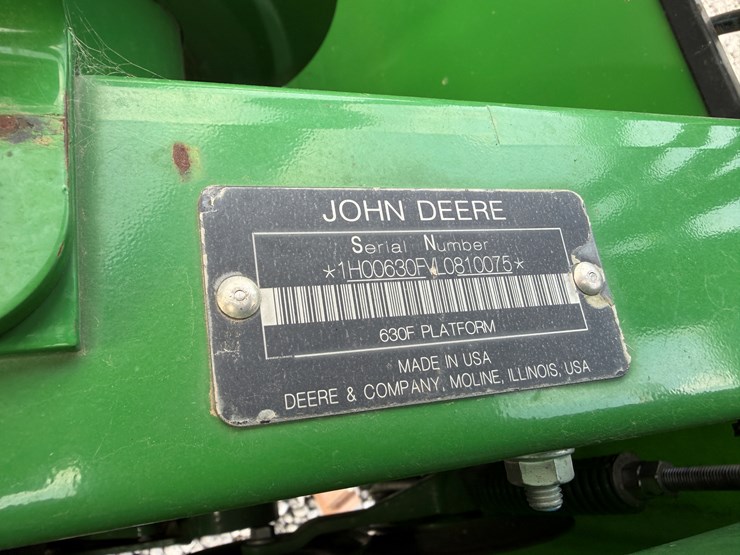 JOHN DEERE
Serial Number
*1H00630FVL0810075*
630F PLATFORM
MADE IN USA
DEERE & COMPANY, MOLINE, ILLINOIS, USA